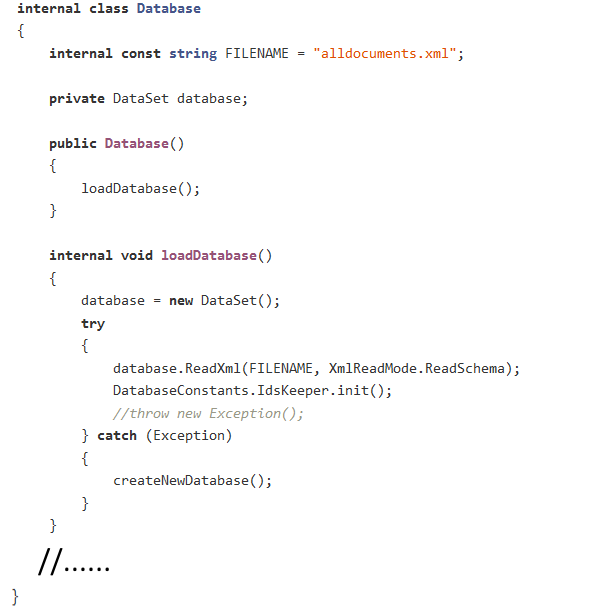 internal class Database
{
    internal const string FILENAME = "alldocuments.xml";

    private DataSet database;

    public Database()
    {
        loadDatabase();
    }

    internal void loadDatabase()
    {
        database = new DataSet();
        try
        {
            database.ReadXml(FILENAME, XmlReadMode.ReadSchema);
            DatabaseConstants.IdsKeeper.init();
            //throw new Exception();
        } catch (Exception)
        {
            createNewDatabase();
        }
    }
  //......
}